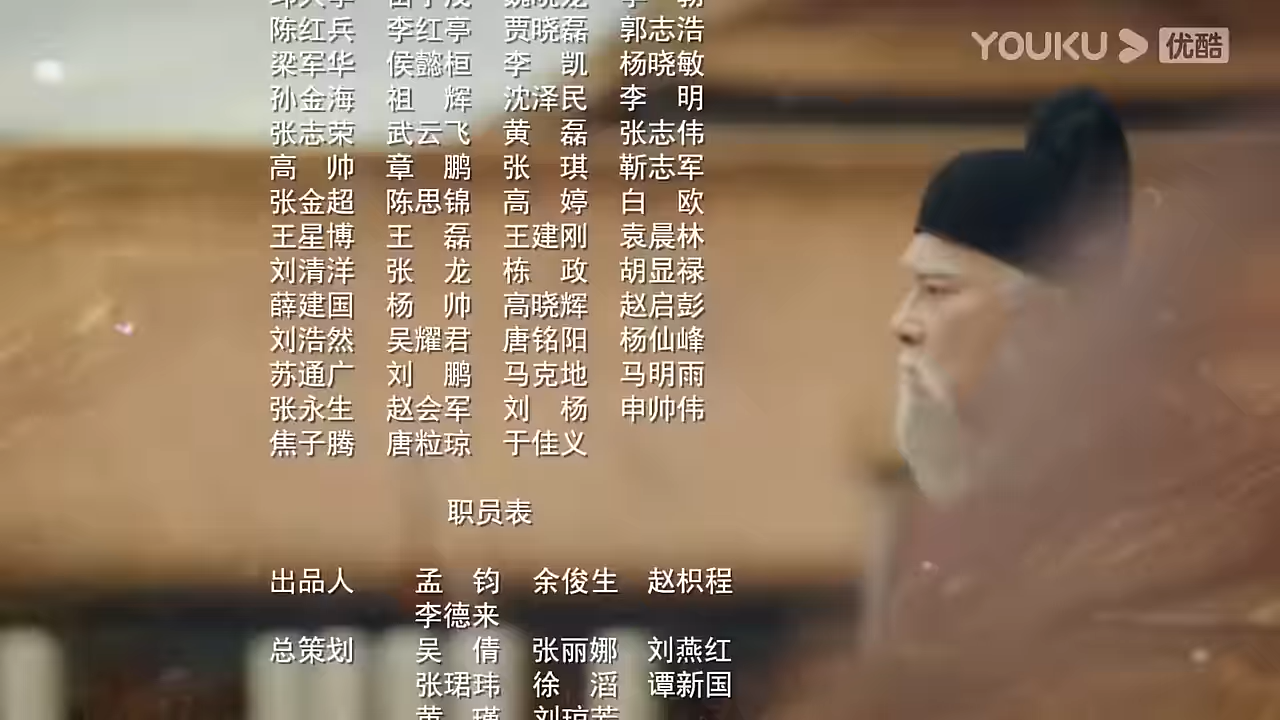 YOUKU 优酷
陈红兵 李红亭 贾晓磊 郭志浩
梁军华 侯懿桓 李 凯 杨晓敏
孙金海 祖 辉 沈泽民 李 明
张志荣 武云飞 黄 磊 张志伟
高 帅 章 鹏 张 琪 靳志军
张金超 陈思锦 高 婷 白 欧
王星博 王 磊 王建刚 袁晨林
刘清洋 张 龙 栋 政 胡显禄
薛建国 杨 帅 高晓辉 赵启彭
刘浩然 吴耀君 唐铭阳 杨仙峰
苏通广 刘 鹏 马克地 马明雨
张永生 赵会军 刘 杨 申帅伟
焦子腾 唐粒琼 于佳义
职员表
出品人 孟 钧 余俊生 赵枳程
李德来
总策划 吴 倩 张丽娜 刘燕红
张珺玮 徐 滔 谭新国